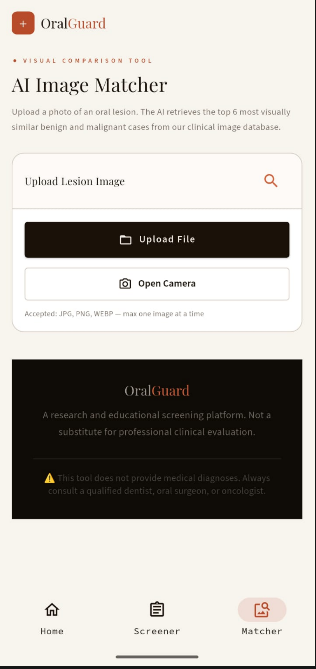 OralGuard
VISUAL COMPARISON TOOL
AI Image Matcher
Upload a photo of an oral lesion. The AI retrieves the top 6 most visually
similar benign and malignant cases from our clinical image database.
Upload Lesion Image
Upload File
Open Camera
Accepted: JPG, PNG, WEBP — max one image at a time
OralGuard
A research and educational screening platform. Not a
substitute for professional clinical evaluation.
⚠️ This tool does not provide medical diagnoses. Always
consult a qualified dentist, oral surgeon, or oncologist.
Home Screener Matcher